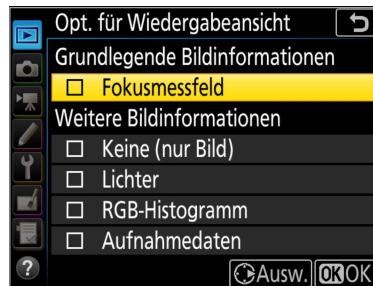 Opt. für Wiedergabeansicht
Grundlegende Bildinformationen
Fokusmessfeld
Weitere Bildinformationen
Keine (nur Bild)
Lichter
RGB-Histogramm
Aufnahmedaten
? Ausw. OK OK